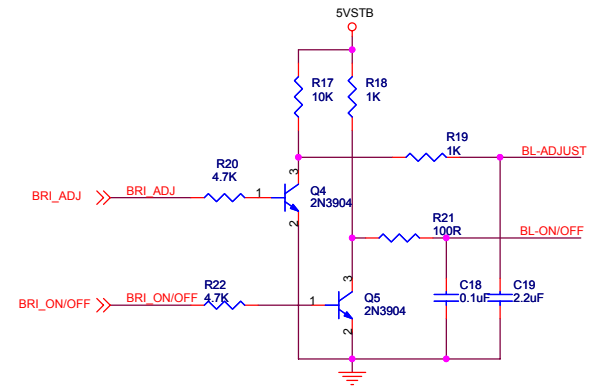 5VSTB
R17
10K
R18
1K
R19
1K
BL-ADJUST
R20
4.7K
BRI_ADJ
BRI_ADJ
1
3
2
Q4
2N3904
R21
100R
BL-ON/OFF
R22
4.7K
BRI_ON/OFF
BRI_ON/OFF
1
3
2
Q5
2N3904
C18
0.1uF
C19
2.2uF